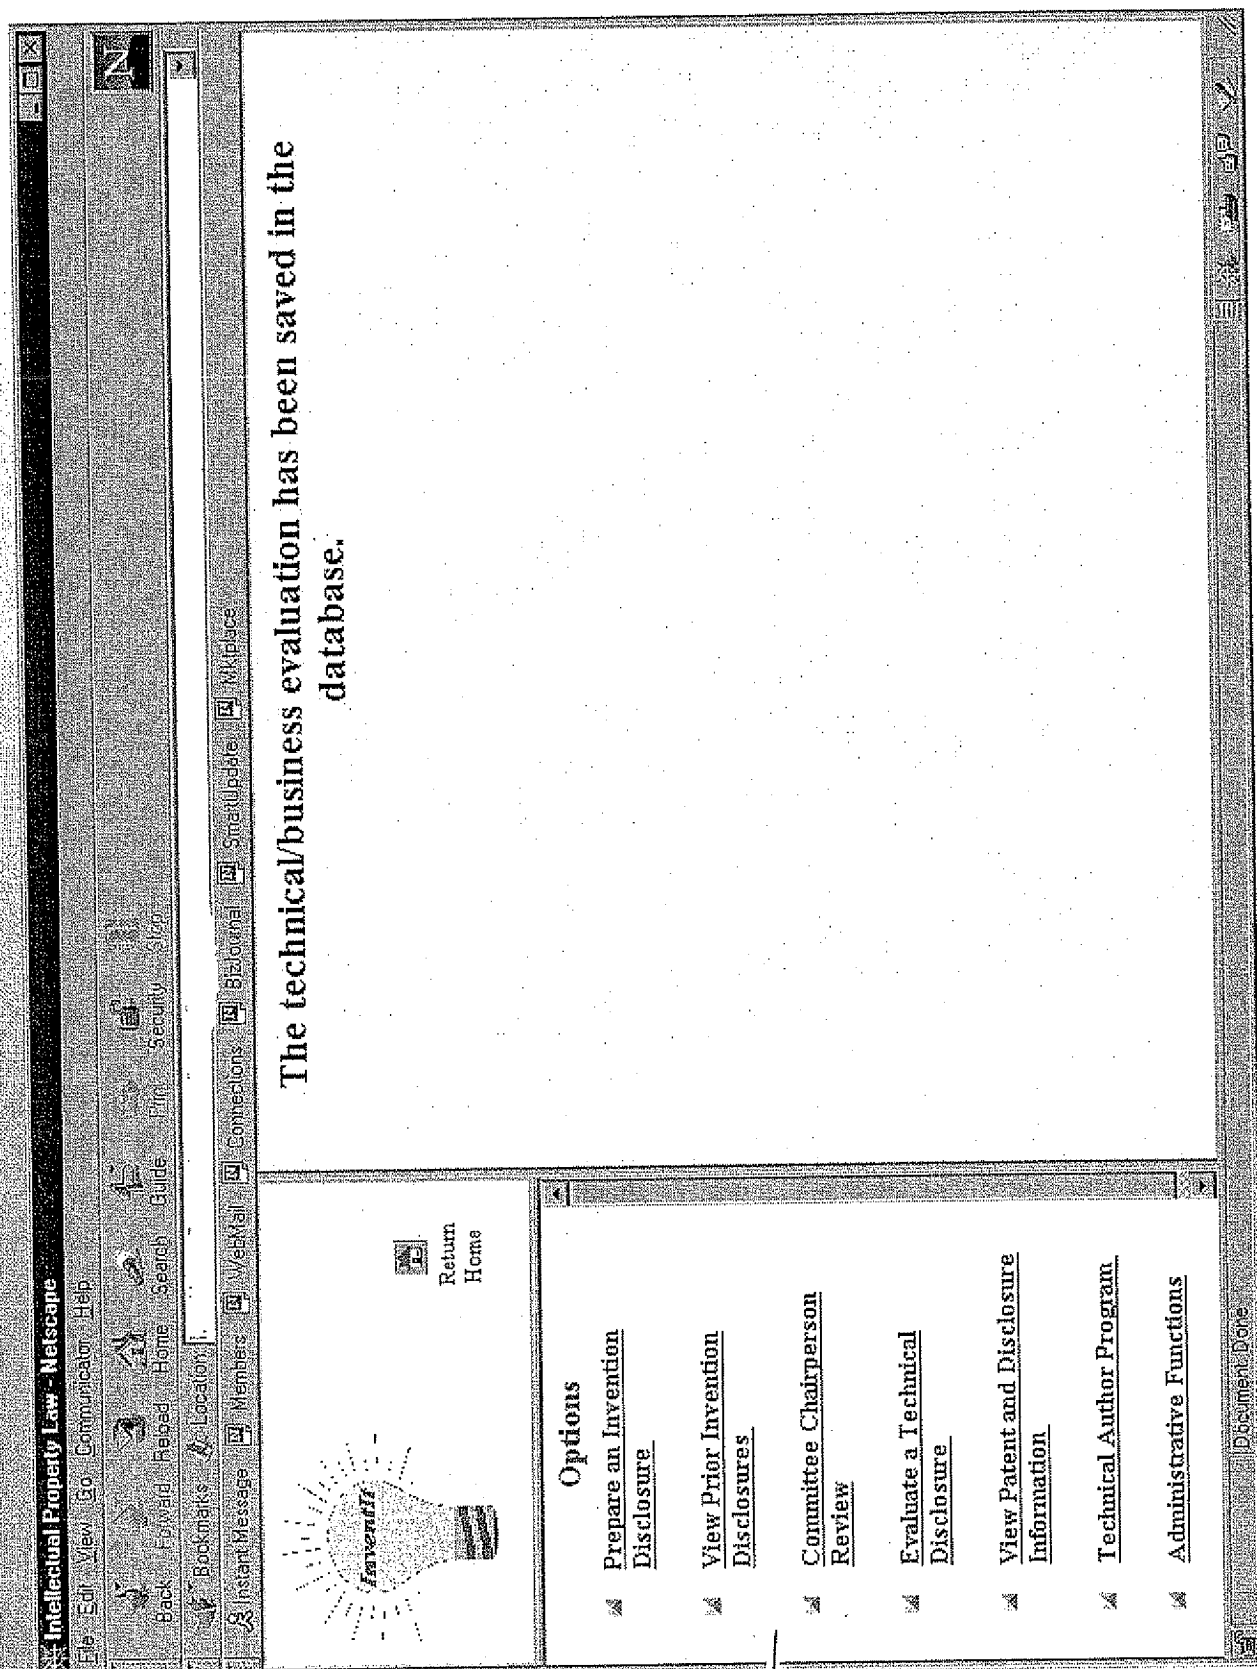 Intellectual Property Law - Netscape
File Edit View Go Communicator Help
Back Forward Reload Home Search Guide Print Security Stop
Bookmarks Location:
Instant Message Members WebMail Connections BizJournal SmartUpdate Mktplace
InventIt
Return
Home
Options
Prepare an Invention
Disclosure
View Prior Invention
Disclosures
Committee Chairperson
Review
Evaluate a Technical
Disclosure
View Patent and Disclosure
Information
Technical Author Program
Administrative Functions
The technical/business evaluation has been saved in the
database.
Document: Done